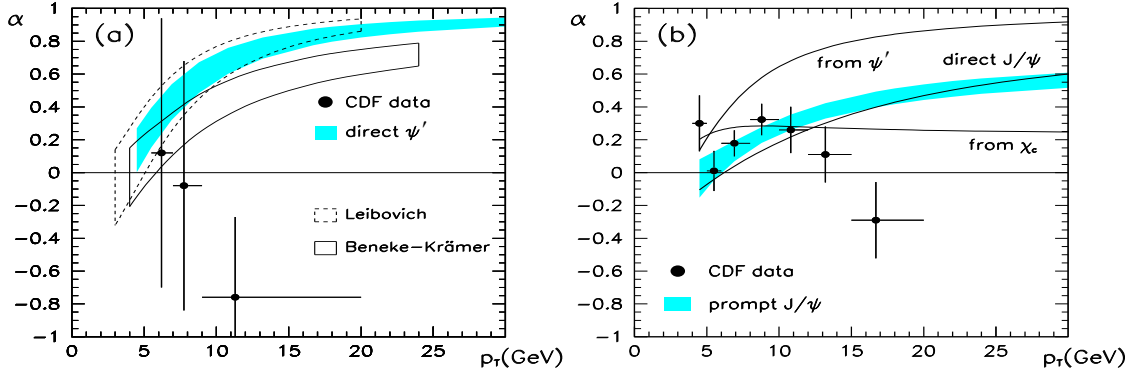 α
(a)
1
0.8
0.6
0.4
0.2
0
−0.2
−0.4
−0.6
−0.8
−1
CDF data
direct ψ′
Leibovich
Beneke−Krämer
0 5 10 15 20 25
p_T(GeV)
α
(b)
1
0.8
0.6
0.4
0.2
0
−0.2
−0.4
−0.6
−0.8
−1
from ψ′
direct J/ψ
from χ_c
CDF data
prompt J/ψ
0 5 10 15 20 25
p_T(GeV)